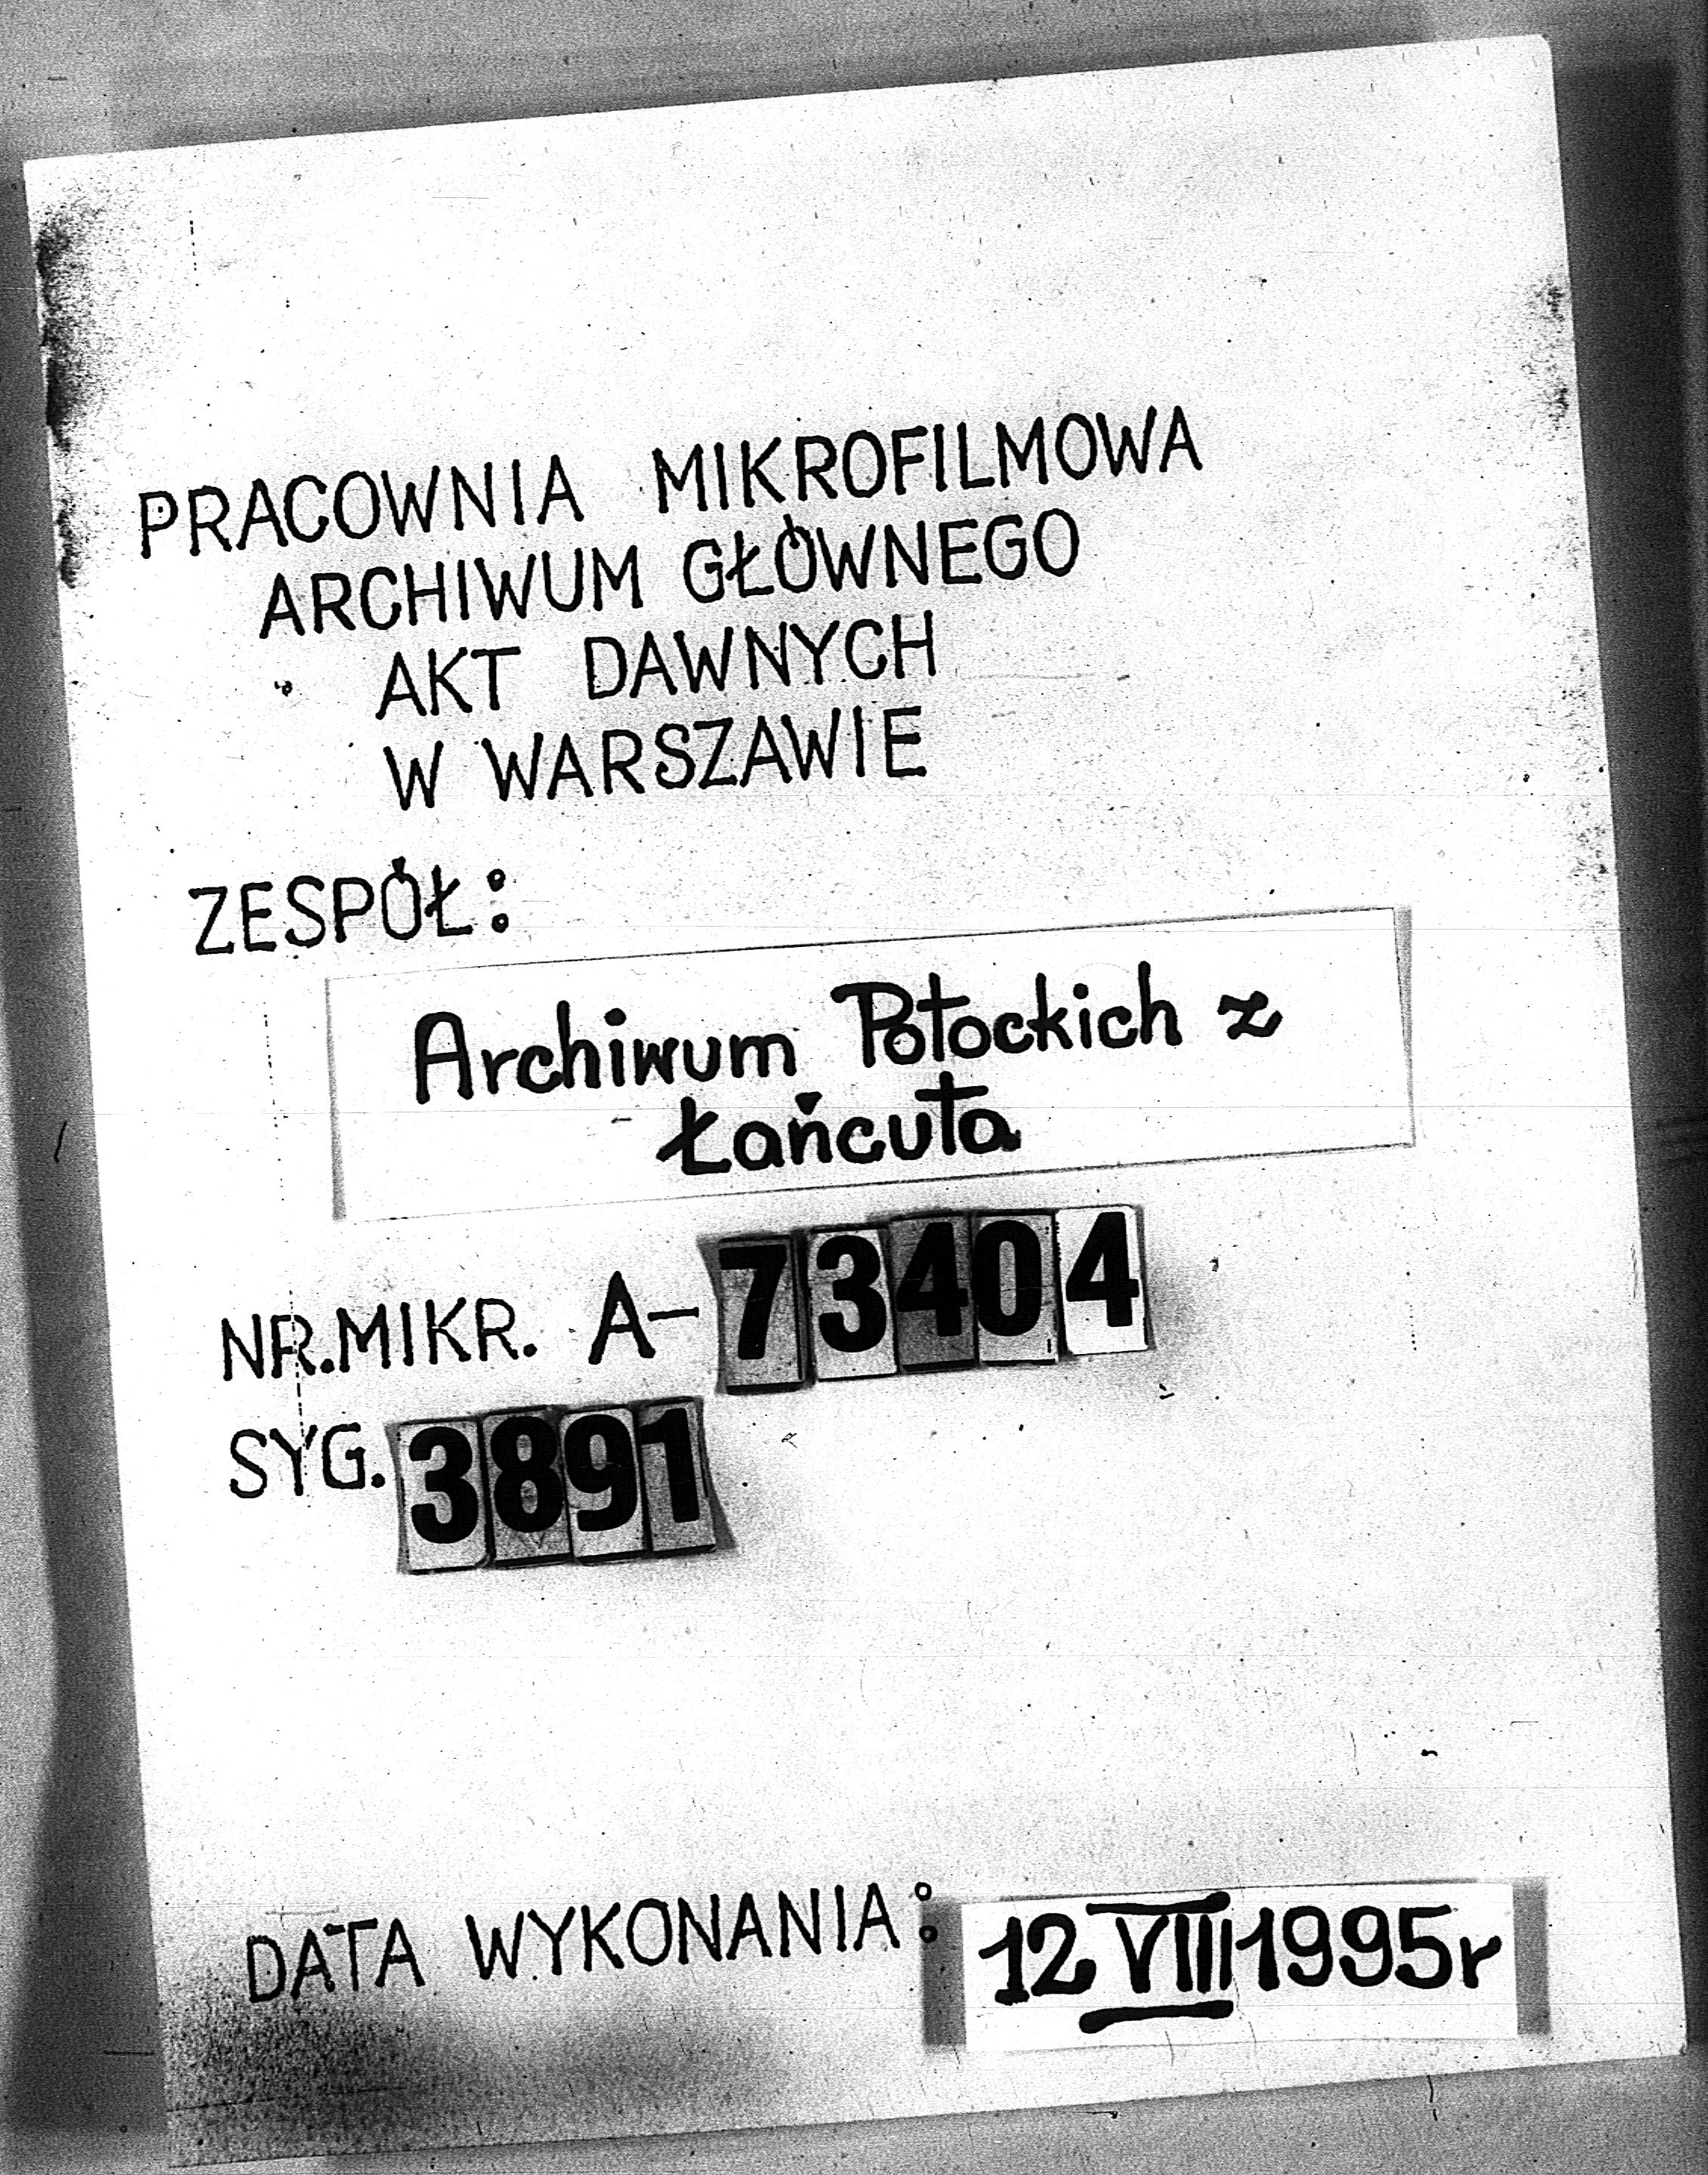 PRACOWNIA MIKROFILMOWA
ARCHIWUM GŁÓWNEGO
AKT DAWNYCH
W WARSZAWIE
ZESPÓŁ:
Archiwum Potockich z
Łańcuta
NR.MIKR. A-73404
SYG. 3891
DATA WYKONANIA: 12 VIII 1995r